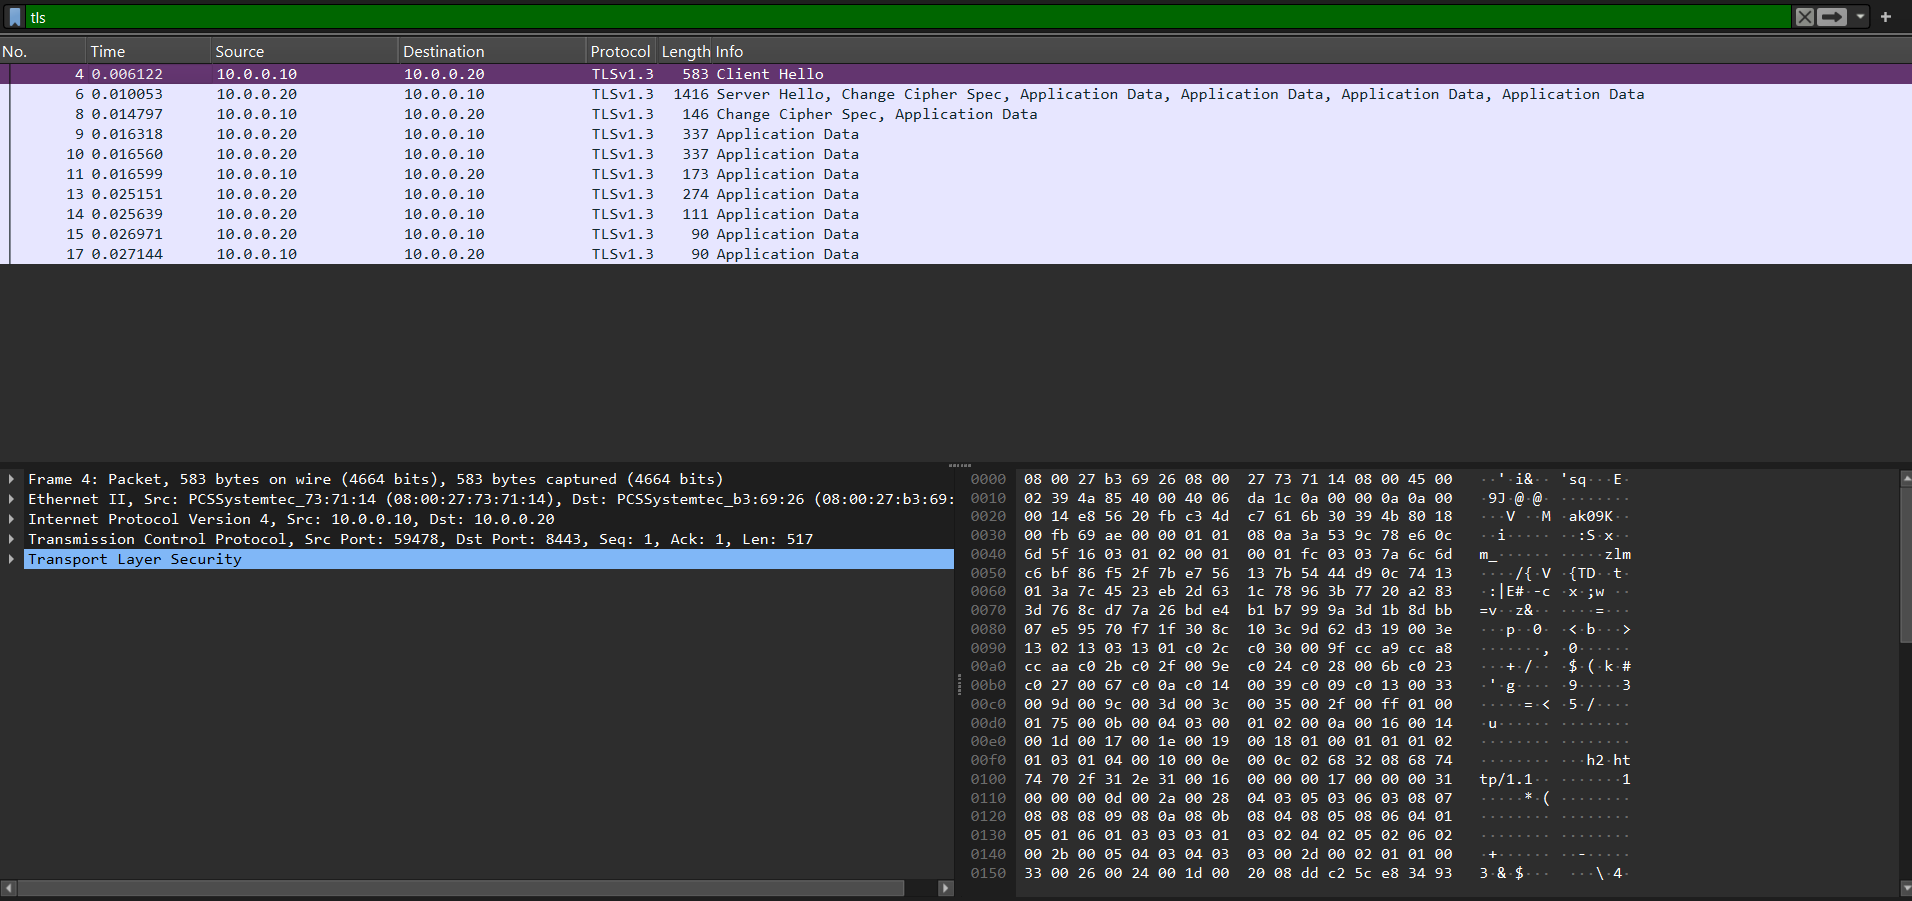 tls
No. Time Source Destination Protocol Length Info
4 0.006122 10.0.0.10 10.0.0.20 TLSv1.3 583 Client Hello
6 0.010053 10.0.0.20 10.0.0.10 TLSv1.3 1416 Server Hello, Change Cipher Spec, Application Data, Application Data, Application Data, Application Data
8 0.014797 10.0.0.10 10.0.0.20 TLSv1.3 146 Change Cipher Spec, Application Data
9 0.016318 10.0.0.20 10.0.0.10 TLSv1.3 337 Application Data
10 0.016560 10.0.0.20 10.0.0.10 TLSv1.3 337 Application Data
11 0.016599 10.0.0.10 10.0.0.20 TLSv1.3 173 Application Data
13 0.025151 10.0.0.20 10.0.0.10 TLSv1.3 274 Application Data
14 0.025639 10.0.0.20 10.0.0.10 TLSv1.3 111 Application Data
15 0.026971 10.0.0.20 10.0.0.10 TLSv1.3 90 Application Data
17 0.027144 10.0.0.10 10.0.0.20 TLSv1.3 90 Application Data
Frame 4: Packet, 583 bytes on wire (4664 bits), 583 bytes captured (4664 bits)
Ethernet II, Src: PCSSystemtec_73:71:14 (08:00:27:73:71:14), Dst: PCSSystemtec_b3:69:26 (08:00:27:b3:69:
Internet Protocol Version 4, Src: 10.0.0.10, Dst: 10.0.0.20
Transmission Control Protocol, Src Port: 59478, Dst Port: 8443, Seq: 1, Ack: 1, Len: 517
Transport Layer Security
0000 08 00 27 b3 69 26 08 00 27 73 71 14 08 00 45 00 ··'·i&·· 'sq···E·
0010 02 39 4a 85 40 00 40 06 da 1c 0a 00 00 0a 0a 00 ·9J·@·@· ········
0020 00 14 e8 56 20 fb c3 4d c7 61 6b 30 39 4b 80 18 ···V ··M ·ak09K··
0030 00 fb 69 ae 00 00 01 01 08 0a 3a 53 9c 78 e6 0c ··i····· ··:S·x··
0040 6d 5f 16 03 01 02 00 01 00 01 fc 03 03 7a 6c 6d m_······ ·····zlm
0050 c6 bf 86 f5 2f 7b e7 56 13 7b 54 44 d9 0c 74 13 ····/{·V ·{TD··t·
0060 01 3a 7c 45 23 eb 2d 63 1c 78 96 3b 77 20 a2 83 ·:|E#·-c ·x·;w ··
0070 3d 76 8c d7 7a 26 bd e4 b1 b7 99 9a 3d 1b 8d bb =v··z&·· ····=···
0080 07 e5 95 70 f7 1f 30 8c 10 3c 9d 62 d3 19 00 3e ···p··0· ·<·b···>
0090 13 02 13 03 13 01 c0 2c c0 30 00 9f cc a9 cc a8 ·······, ·0······
00a0 cc aa c0 2b c0 2f 00 9e c0 24 c0 28 00 6b c0 23 ···+·/·· ·$·(·k·#
00b0 c0 27 00 67 c0 0a c0 14 00 39 c0 09 c0 13 00 33 ·'·g···· ·9·····3
00c0 00 9d 00 9c 00 3d 00 3c 00 35 00 2f 00 ff 01 00 ·····=·< ·5·/····
00d0 01 75 00 0b 00 04 03 00 01 02 00 0a 00 16 00 14 ·u······ ········
00e0 00 1d 00 17 00 1e 00 19 00 18 01 00 01 01 01 02 ········ ········
00f0 01 03 01 04 00 10 00 0e 00 0c 02 68 32 08 68 74 ········ ···h2·ht
0100 74 70 2f 31 2e 31 00 16 00 00 00 17 00 00 00 31 tp/1.1·· ·······1
0110 00 00 00 0d 00 2a 00 28 04 03 05 03 06 03 08 07 ·····*·( ········
0120 08 08 08 09 08 0a 08 0b 08 04 08 05 08 06 04 01 ········ ········
0130 05 01 06 01 03 03 03 01 03 02 04 02 05 02 06 02 ········ ········
0140 00 2b 00 05 04 03 04 03 03 00 2d 00 02 01 01 00 ·+······ ··-·····
0150 33 00 26 00 24 00 1d 00 20 08 dd c2 5c e8 34 93 3·&·$··· ···\·4·